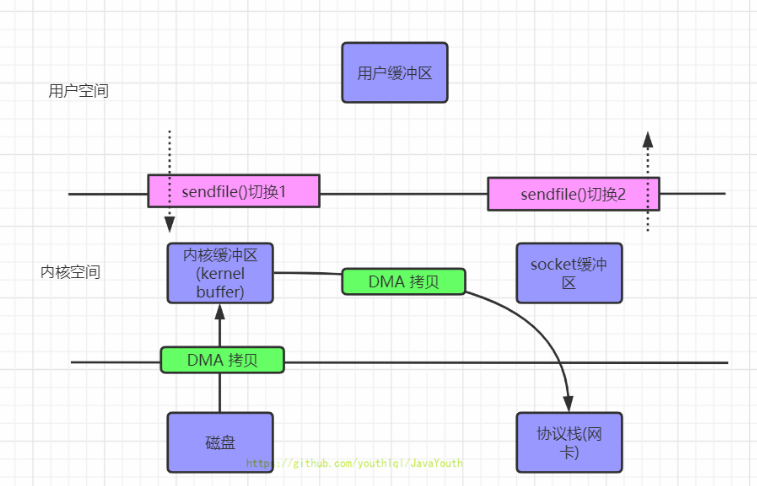 用户缓冲区
用户空间
sendfile()切换1
sendfile()切换2
内核缓冲区
(kernel
buffer)
socket缓冲
区
内核空间
DMA 拷贝
DMA 拷贝
磁盘
协议栈(网
卡)
https://github.com/youthlql/JavaYouth